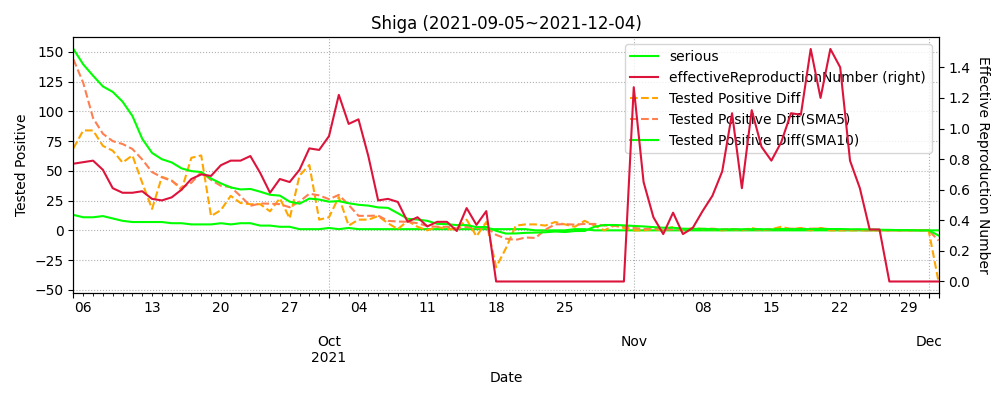 Shiga (2021-09-05~2021-12-04)
serious
effectiveReproductionNumber (right)
Tested Positive Diff
Tested Positive Diff(SMA5)
Tested Positive Diff(SMA10)
Tested Positive
150
125
100
75
50
25
0
−25
−50
Effective Reproduction Number
1.4
1.2
1.0
0.8
0.6
0.4
0.2
0.0
06 13 20 27 04 11 18 25 08 15 22 29
Oct Nov Dec
2021
Date